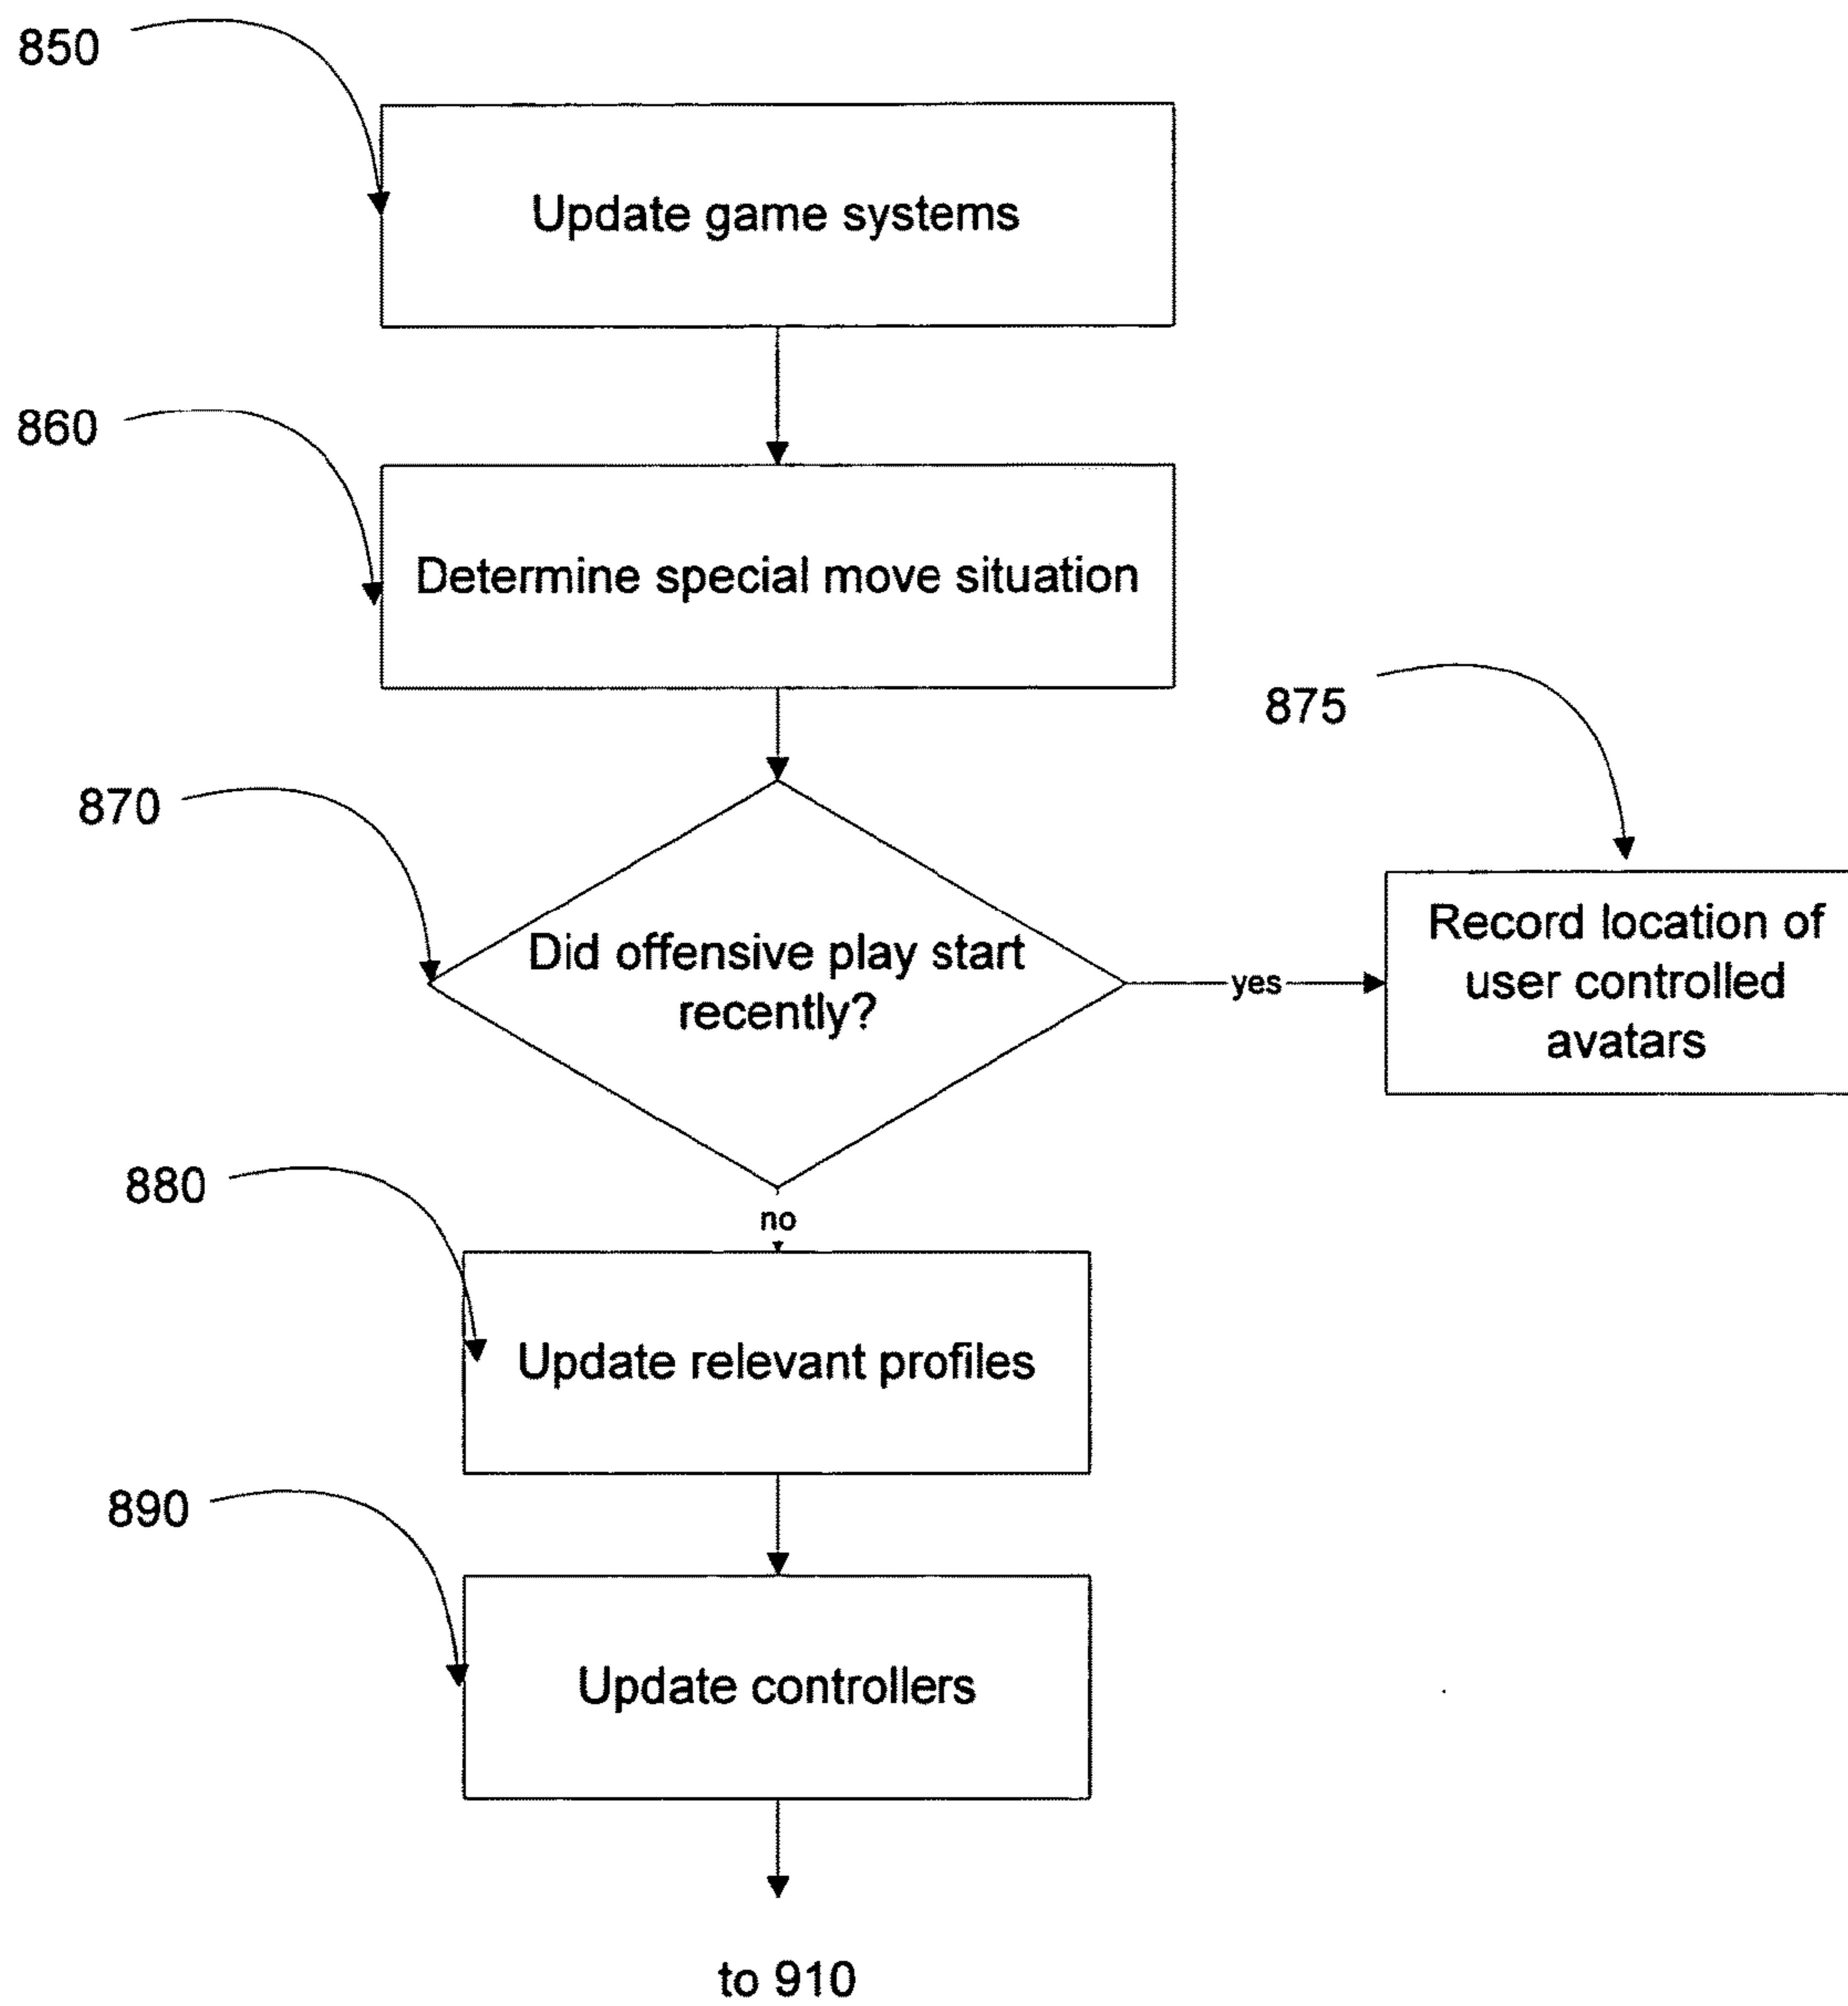 850
Update game systems
860
Determine special move situation
875
870
Record location of
user controlled
avatars
Did offensive play start
recently?
yes
880
no
Update relevant profiles
890
Update controllers
to 910